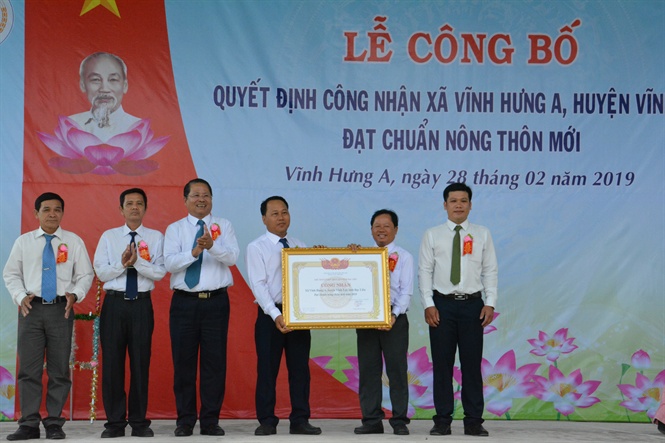 LỄ CÔNG BỐ
QUYẾT ĐỊNH CÔNG NHẬN XÃ VĨNH HƯNG A, HUYỆN VĨN
ĐẠT CHUẨN NÔNG THÔN MỚI
Vĩnh Hưng A, ngày 28 tháng 02 năm 2019
CÔNG NHẬN